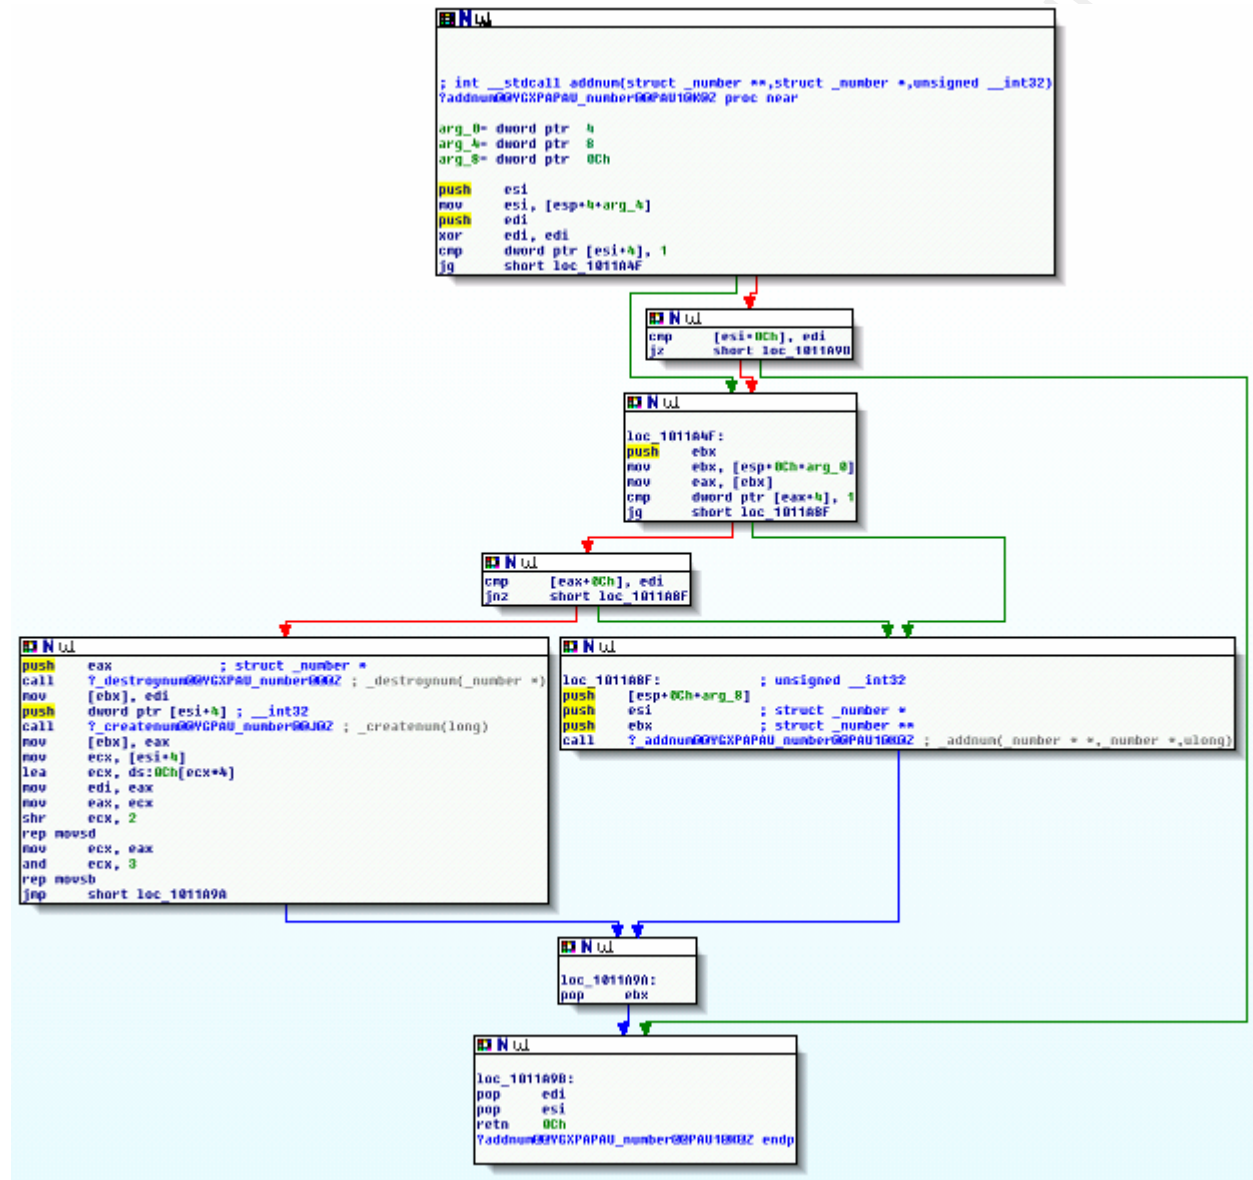 ; int __stdcall addnum(struct _number **,struct _number *,unsigned __int32)
?addnum@@YGXPAPAU_number@@PAU1@K@Z proc near
arg_0= dword ptr 4
arg_4= dword ptr 8
arg_8= dword ptr 0Ch
push esi
mov esi, [esp+4+arg_4]
push edi
xor edi, edi
cmp dword ptr [esi+4], 1
jg short loc_1011A4F
cmp [esi+0Ch], edi
jz short loc_1011A9B
loc_1011A4F:
push ebx
mov ebx, [esp+0Ch+arg_0]
mov eax, [ebx]
cmp dword ptr [eax+4], 1
jg short loc_1011A8F
cmp [eax+0Ch], edi
jnz short loc_1011A8F
push eax ; struct _number *
call ?_destroynum@@YGXPAU_number@@@Z ; _destroynum(_number *)
mov [ebx], edi
push dword ptr [esi+4] ; __int32
call ?_createnum@@YGPAU_number@@J@Z ; _createnum(long)
mov [ebx], eax
mov ecx, [esi+4]
lea ecx, ds:0Ch[ecx*4]
mov edi, eax
mov eax, ecx
shr ecx, 2
rep movsd
mov ecx, eax
and ecx, 3
rep movsb
jmp short loc_1011A9A
loc_1011A8F: ; unsigned __int32
push [esp+0Ch+arg_8]
push esi ; struct _number *
push ebx ; struct _number **
call ?_addnum@@YGXPAPAU_number@@PAU1@K@Z ; _addnum(_number * *,_number *,ulong)
loc_1011A9A:
pop ebx
loc_1011A9B:
pop edi
pop esi
retn 0Ch
?addnum@@YGXPAPAU_number@@PAU1@K@Z endp